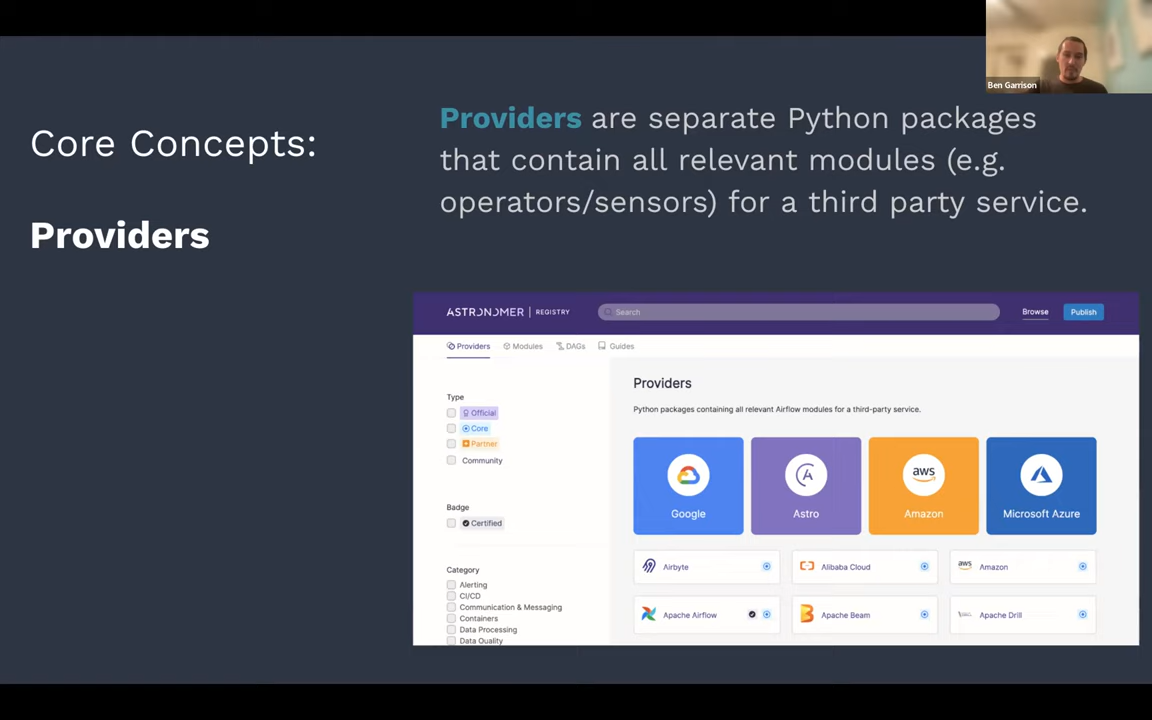 Ben Garrison
Core Concepts:
Providers
Providers are separate Python packages
that contain all relevant modules (e.g.
operators/sensors) for a third party service.
ASTRONOMER | REGISTRY
Search
Browse
Publish
Providers
Modules
DAGs
Guides
Type
Official
Core
Partner
Community
Badge
Certified
Category
Alerting
CI/CD
Communication & Messaging
Containers
Data Processing
Data Quality
Providers
Python packages containing all relevant Airflow modules for a third-party service.
Google
Astro
aws
Amazon
Microsoft Azure
Airbyte
Alibaba Cloud
aws
Amazon
Apache Airflow
Apache Beam
Apache Drill